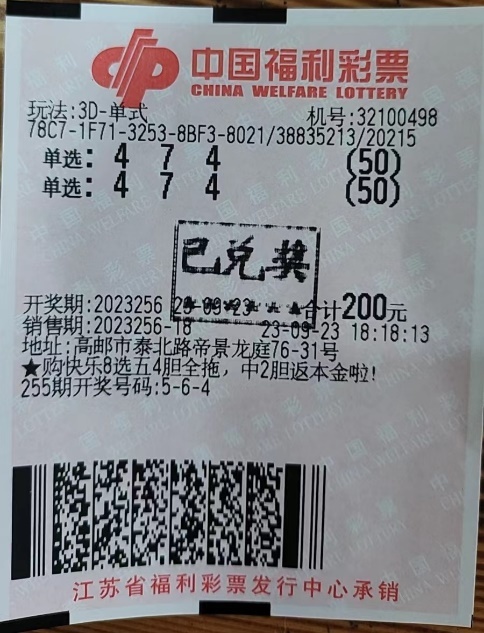 中国福利彩票
CHINA WELFARE LOTTERY
玩法:3D-单式 机号:32100498
78C7-1F71-3253-8BF3-8021/38835213/20215
单选: 4 7 4 (50)
单选: 4 7 4 (50)
已兑奖
开奖期:2023256 23-09-23 合计200元
销售期:2023256-18 23-09-23 18:18:13
地址:高邮市泰北路帝景龙庭76-31号
★购快乐8选五4胆全拖，中2胆返本金啦!
255期开奖号码:5-6-4
江苏省福利彩票发行中心承销